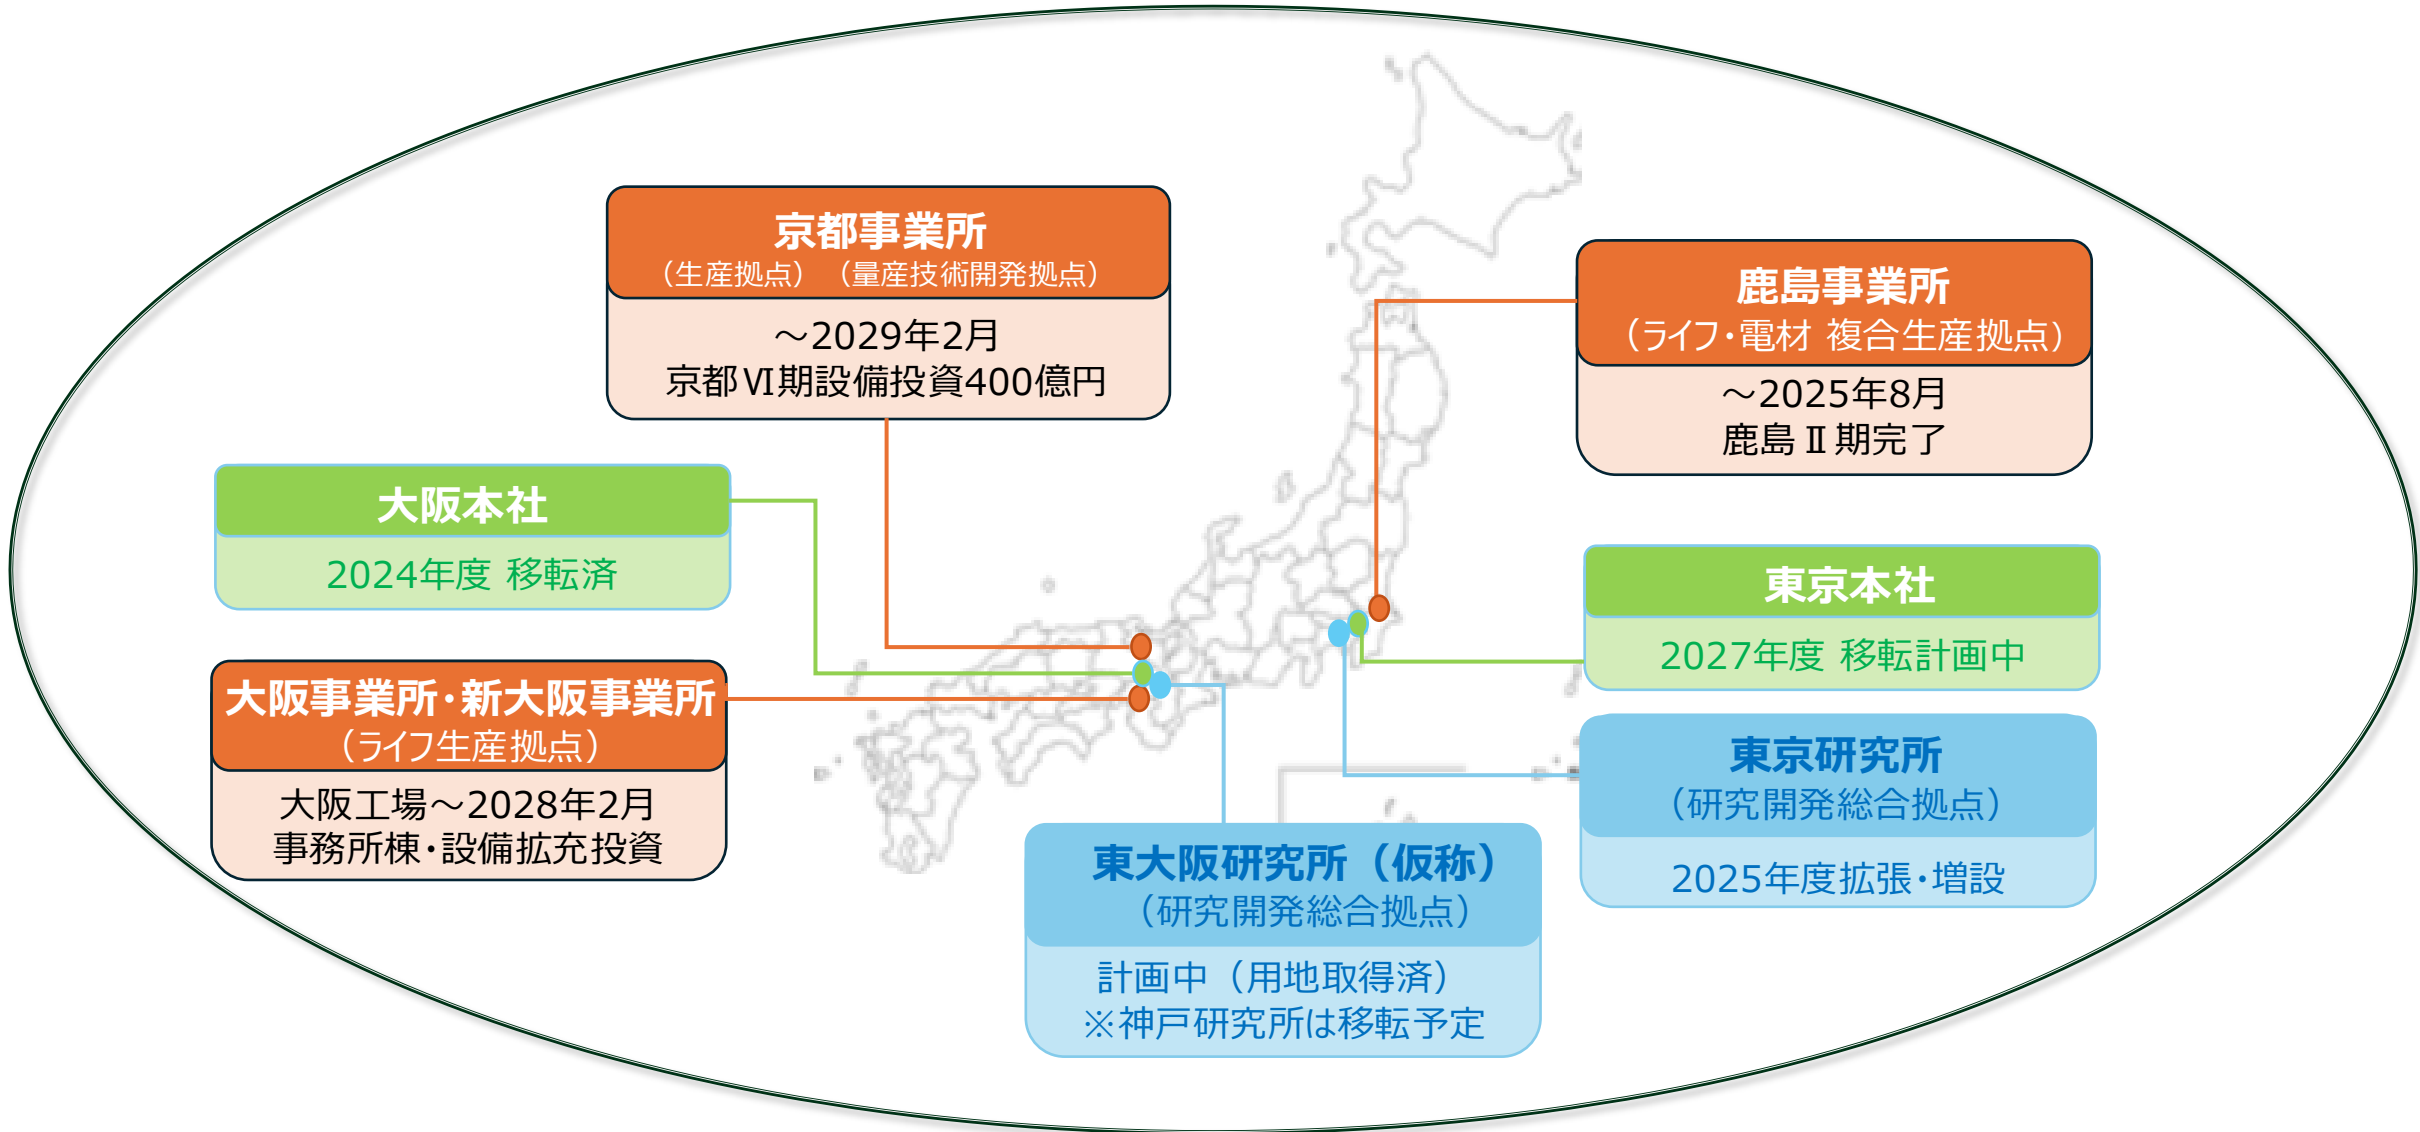 京都事業所
（生産拠点）（量産技術開発拠点）
～2029年2月
京都Ⅵ期設備投資400億円
鹿島事業所
（ライフ・電材 複合生産拠点）
～2025年8月
鹿島Ⅱ期完了
大阪本社
2024年度 移転済
東京本社
2027年度 移転計画中
大阪事業所・新大阪事業所
（ライフ生産拠点）
大阪工場～2028年2月
事務所棟・設備拡充投資
東京研究所
（研究開発総合拠点）
2025年度拡張・増設
東大阪研究所（仮称）
（研究開発総合拠点）
計画中（用地取得済）
※神戸研究所は移転予定